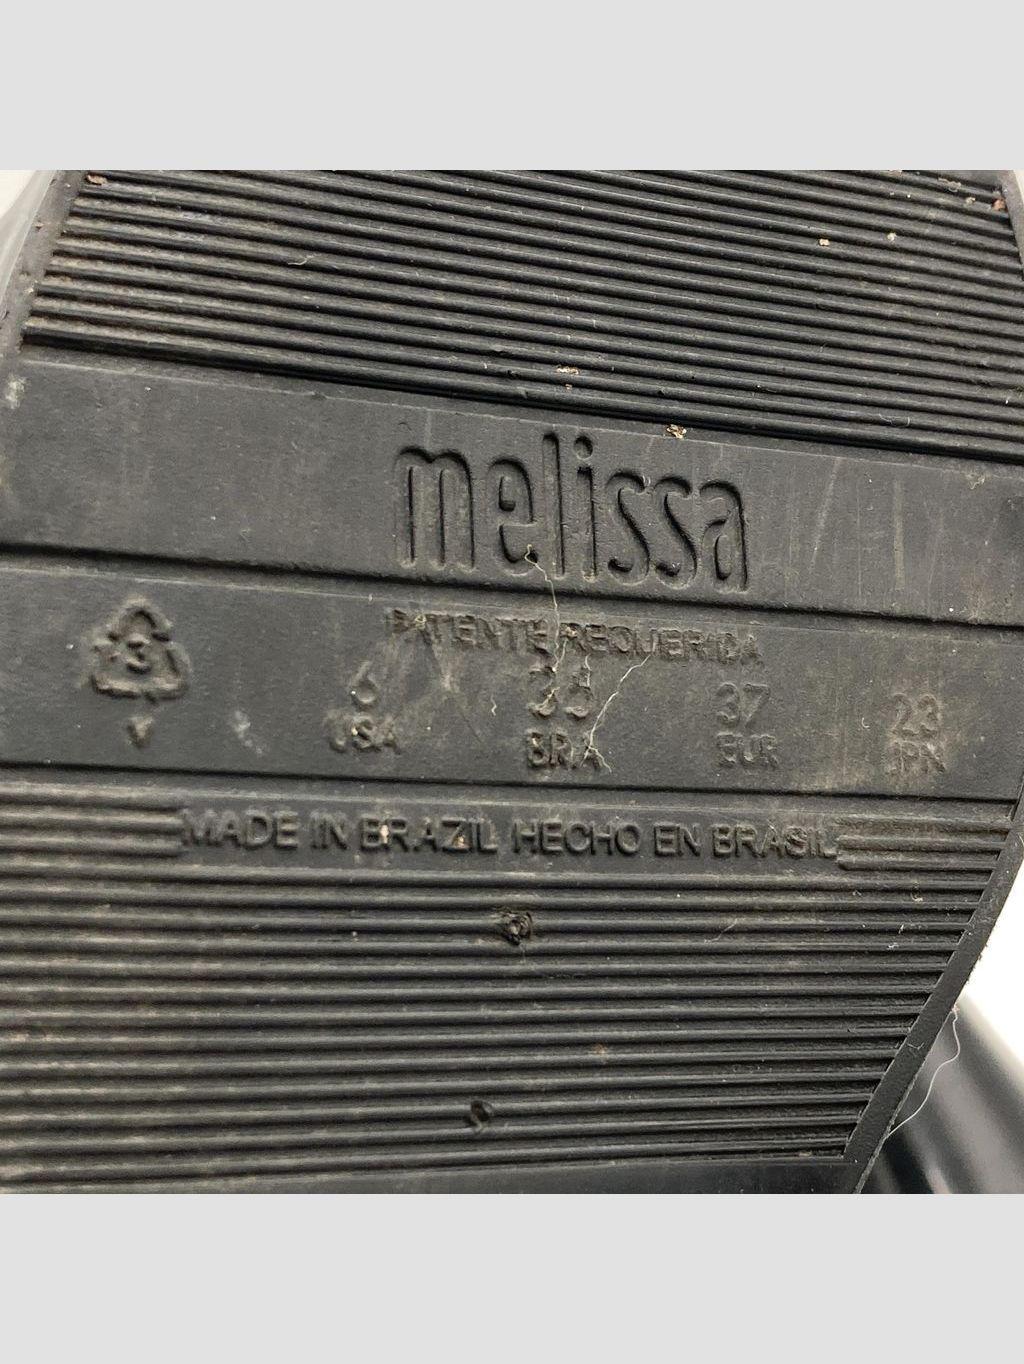 melissa
PATENTE REQUERIDA
3 6 35 37 23
V USA BRA EUR JPN
MADE IN BRAZIL HECHO EN BRASIL